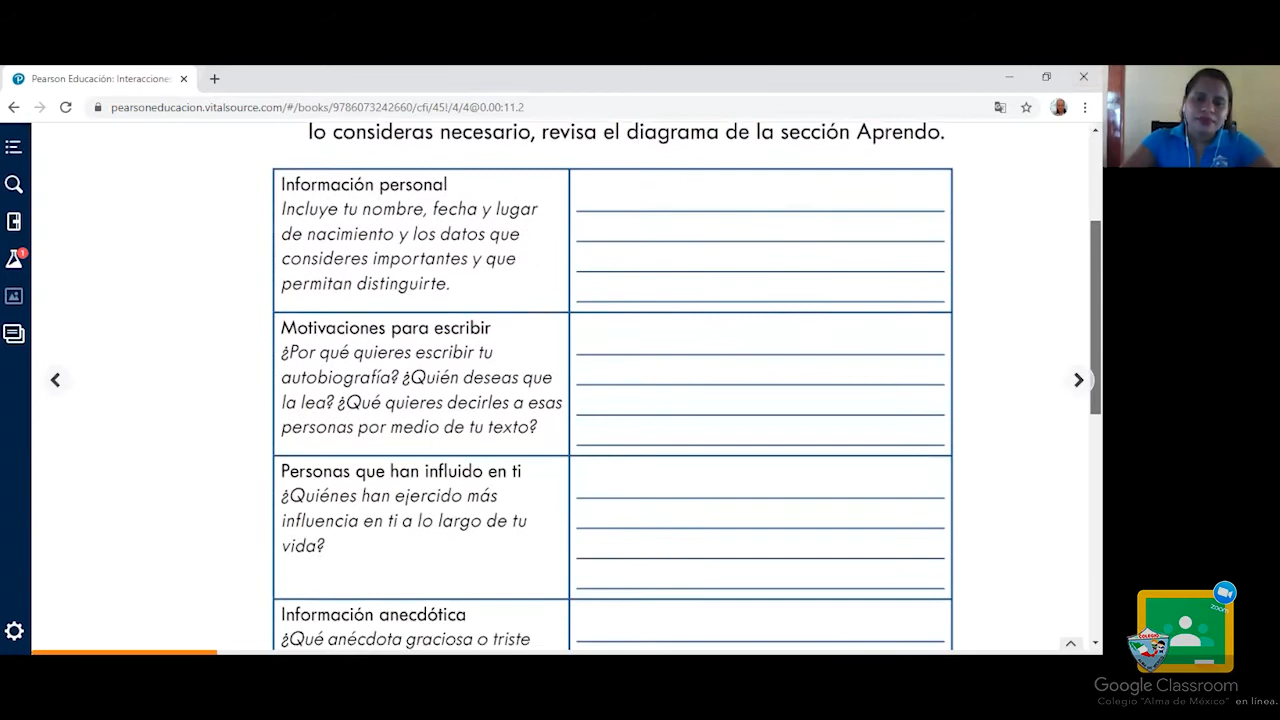 Pearson Educación: Interacciones
pearsoneducacion.vitalsource.com/#/books/9786073242660/cfi/45!/4/4@0.00:11.2
1
lo consideras necesario, revisa el diagrama de la sección Aprendo.
Información personal
Incluye tu nombre, fecha y lugar
de nacimiento y los datos que
consideres importantes y que
permitan distinguirte.
Motivaciones para escribir
¿Por qué quieres escribir tu
autobiografía? ¿Quién deseas que
la lea? ¿Qué quieres decirles a esas
personas por medio de tu texto?
Personas que han influido en ti
¿Quiénes han ejercido más
influencia en ti a lo largo de tu
vida?
Información anecdótica
¿Qué anécdota graciosa o triste
zoom
COLEGIO
Google Classroom
Colegio "Alma de México" en línea.